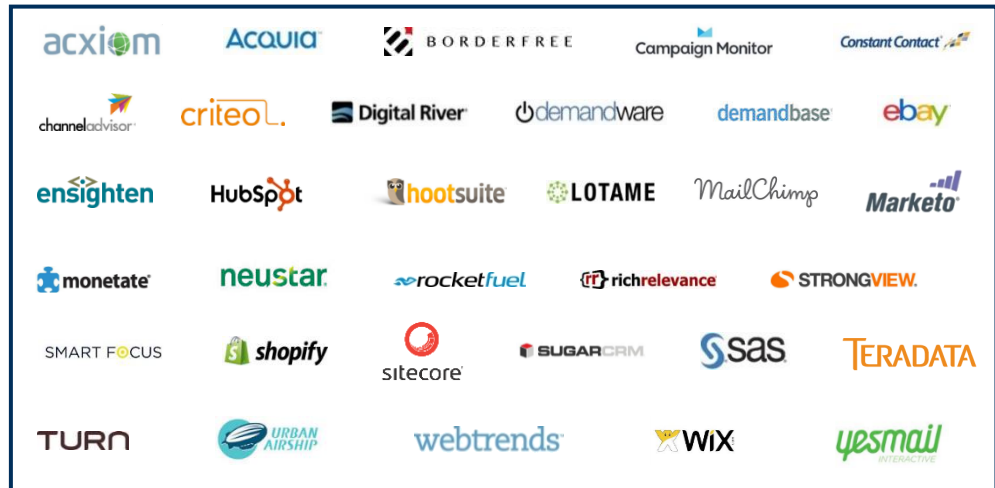 acxiom ACQUIA BORDERFREE Campaign Monitor Constant Contact
channeladvisor criteo Digital River demandware demandbase ebay
ensighten HubSpot hootsuite LOTAME MailChimp Marketo
monetate neustar rocketfuel rr richrelevance STRONGVIEW.
SMART FOCUS S shopify sitecore SUGARCRM S sas TERADATA
TURN URBAN AIRSHIP webtrends WiX yesmail INTERACTIVE